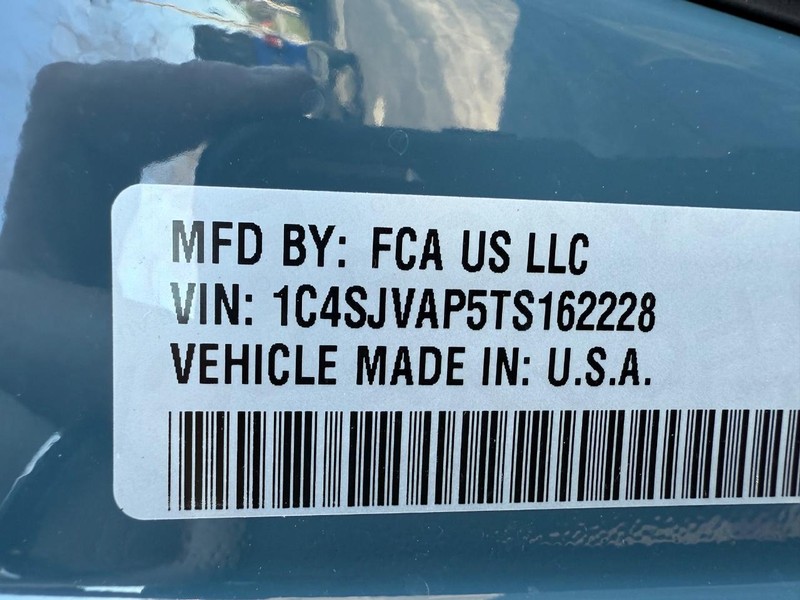 MFD BY: FCA US LLC
VIN: 1C4SJVAP5TS162228
VEHICLE MADE IN: U.S.A.